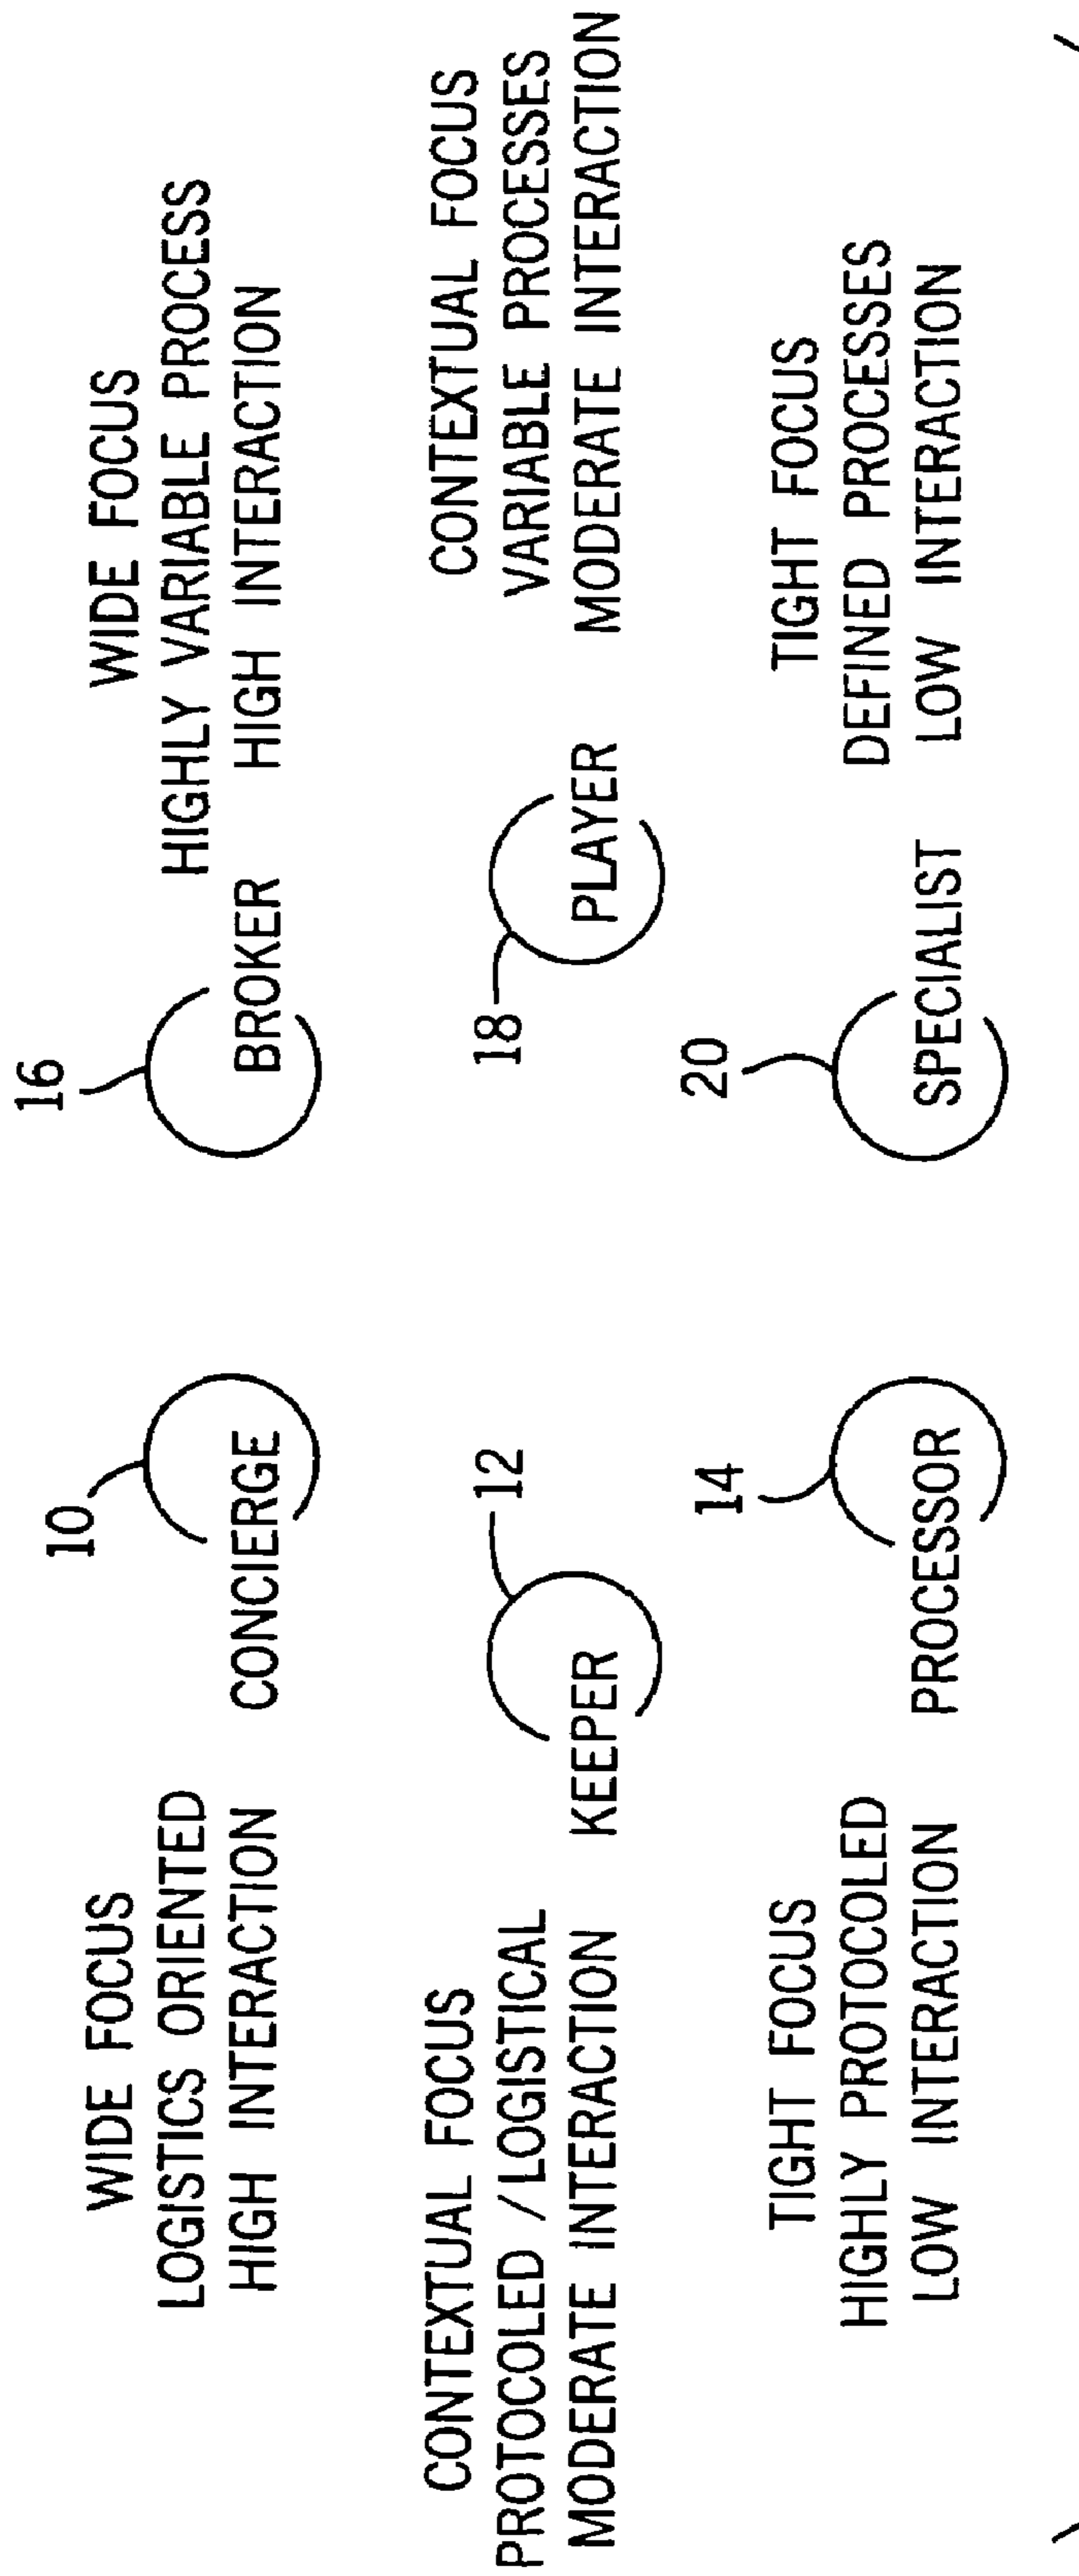 10
WIDE FOCUS
LOGISTICS ORIENTED
HIGH INTERACTION
CONCIERGE
12
CONTEXTUAL FOCUS
PROTOCOLED /LOGISTICAL
MODERATE INTERACTION
KEEPER
14
TIGHT FOCUS
HIGHLY PROTOCOLED
LOW INTERACTION
PROCESSOR
16
WIDE FOCUS
HIGHLY VARIABLE PROCESS
HIGH INTERACTION
BROKER
18
CONTEXTUAL FOCUS
VARIABLE PROCESSES
MODERATE INTERACTION
PLAYER
20
TIGHT FOCUS
DEFINED PROCESSES
LOW INTERACTION
SPECIALIST